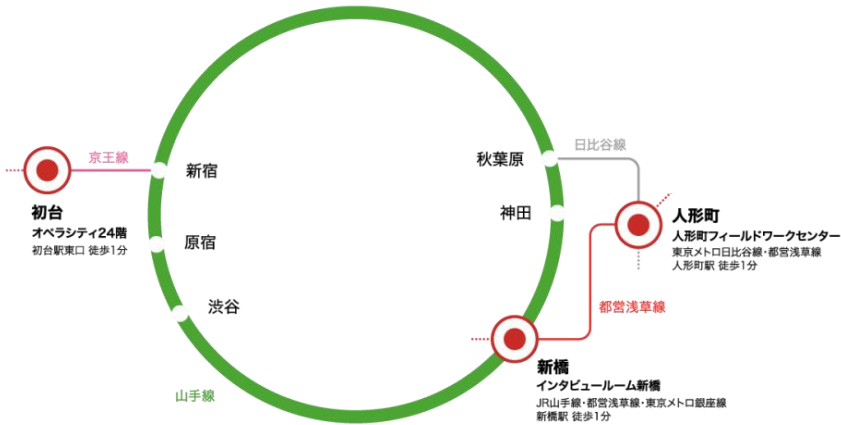 京王線
新宿
初台
オペラシティ24階
初台駅東口 徒歩1分
原宿
渋谷
山手線
秋葉原
日比谷線
神田
人形町
人形町フィールドワークセンター
東京メトロ日比谷線・都営浅草線
人形町駅 徒歩1分
都営浅草線
新橋
インタビュールーム新橋
JR山手線・都営浅草線・東京メトロ銀座線
新橋駅 徒歩1分